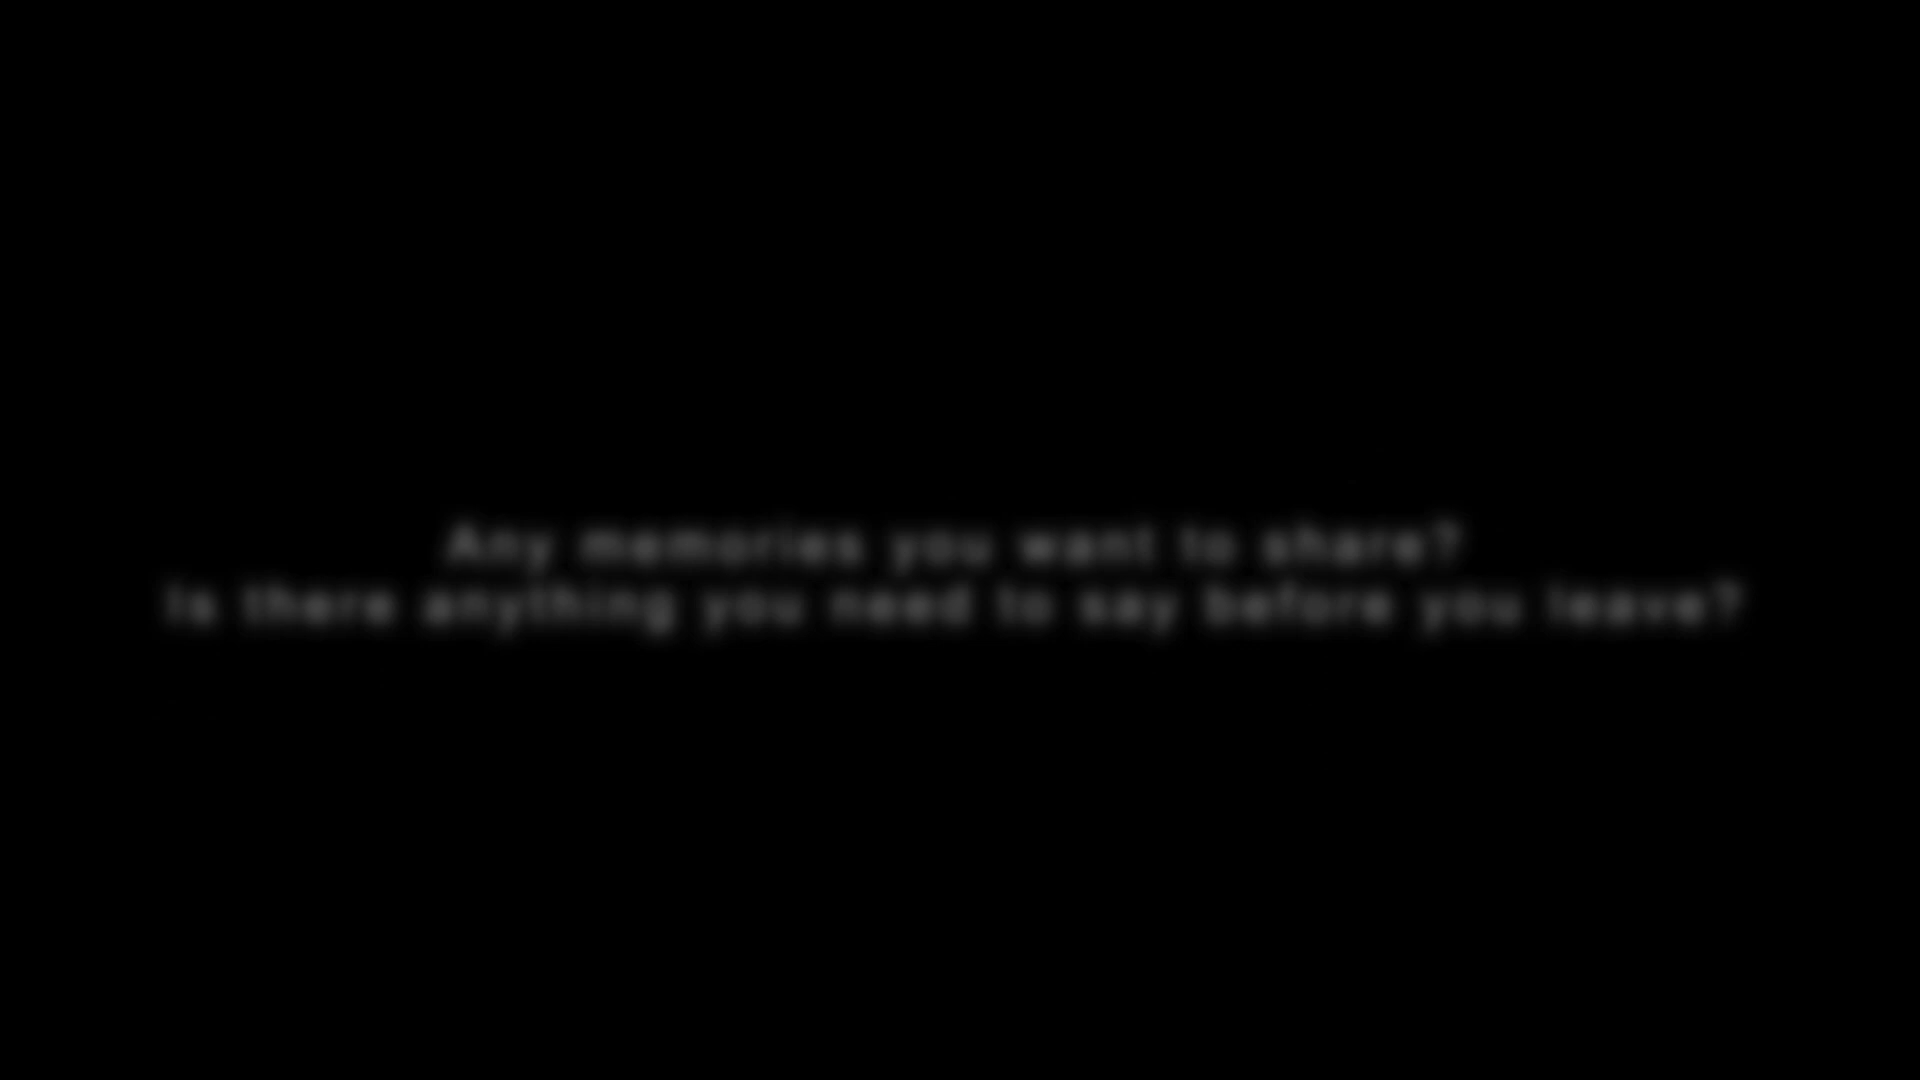 Any memories you want to share?
Is there anything you need to say before you leave?